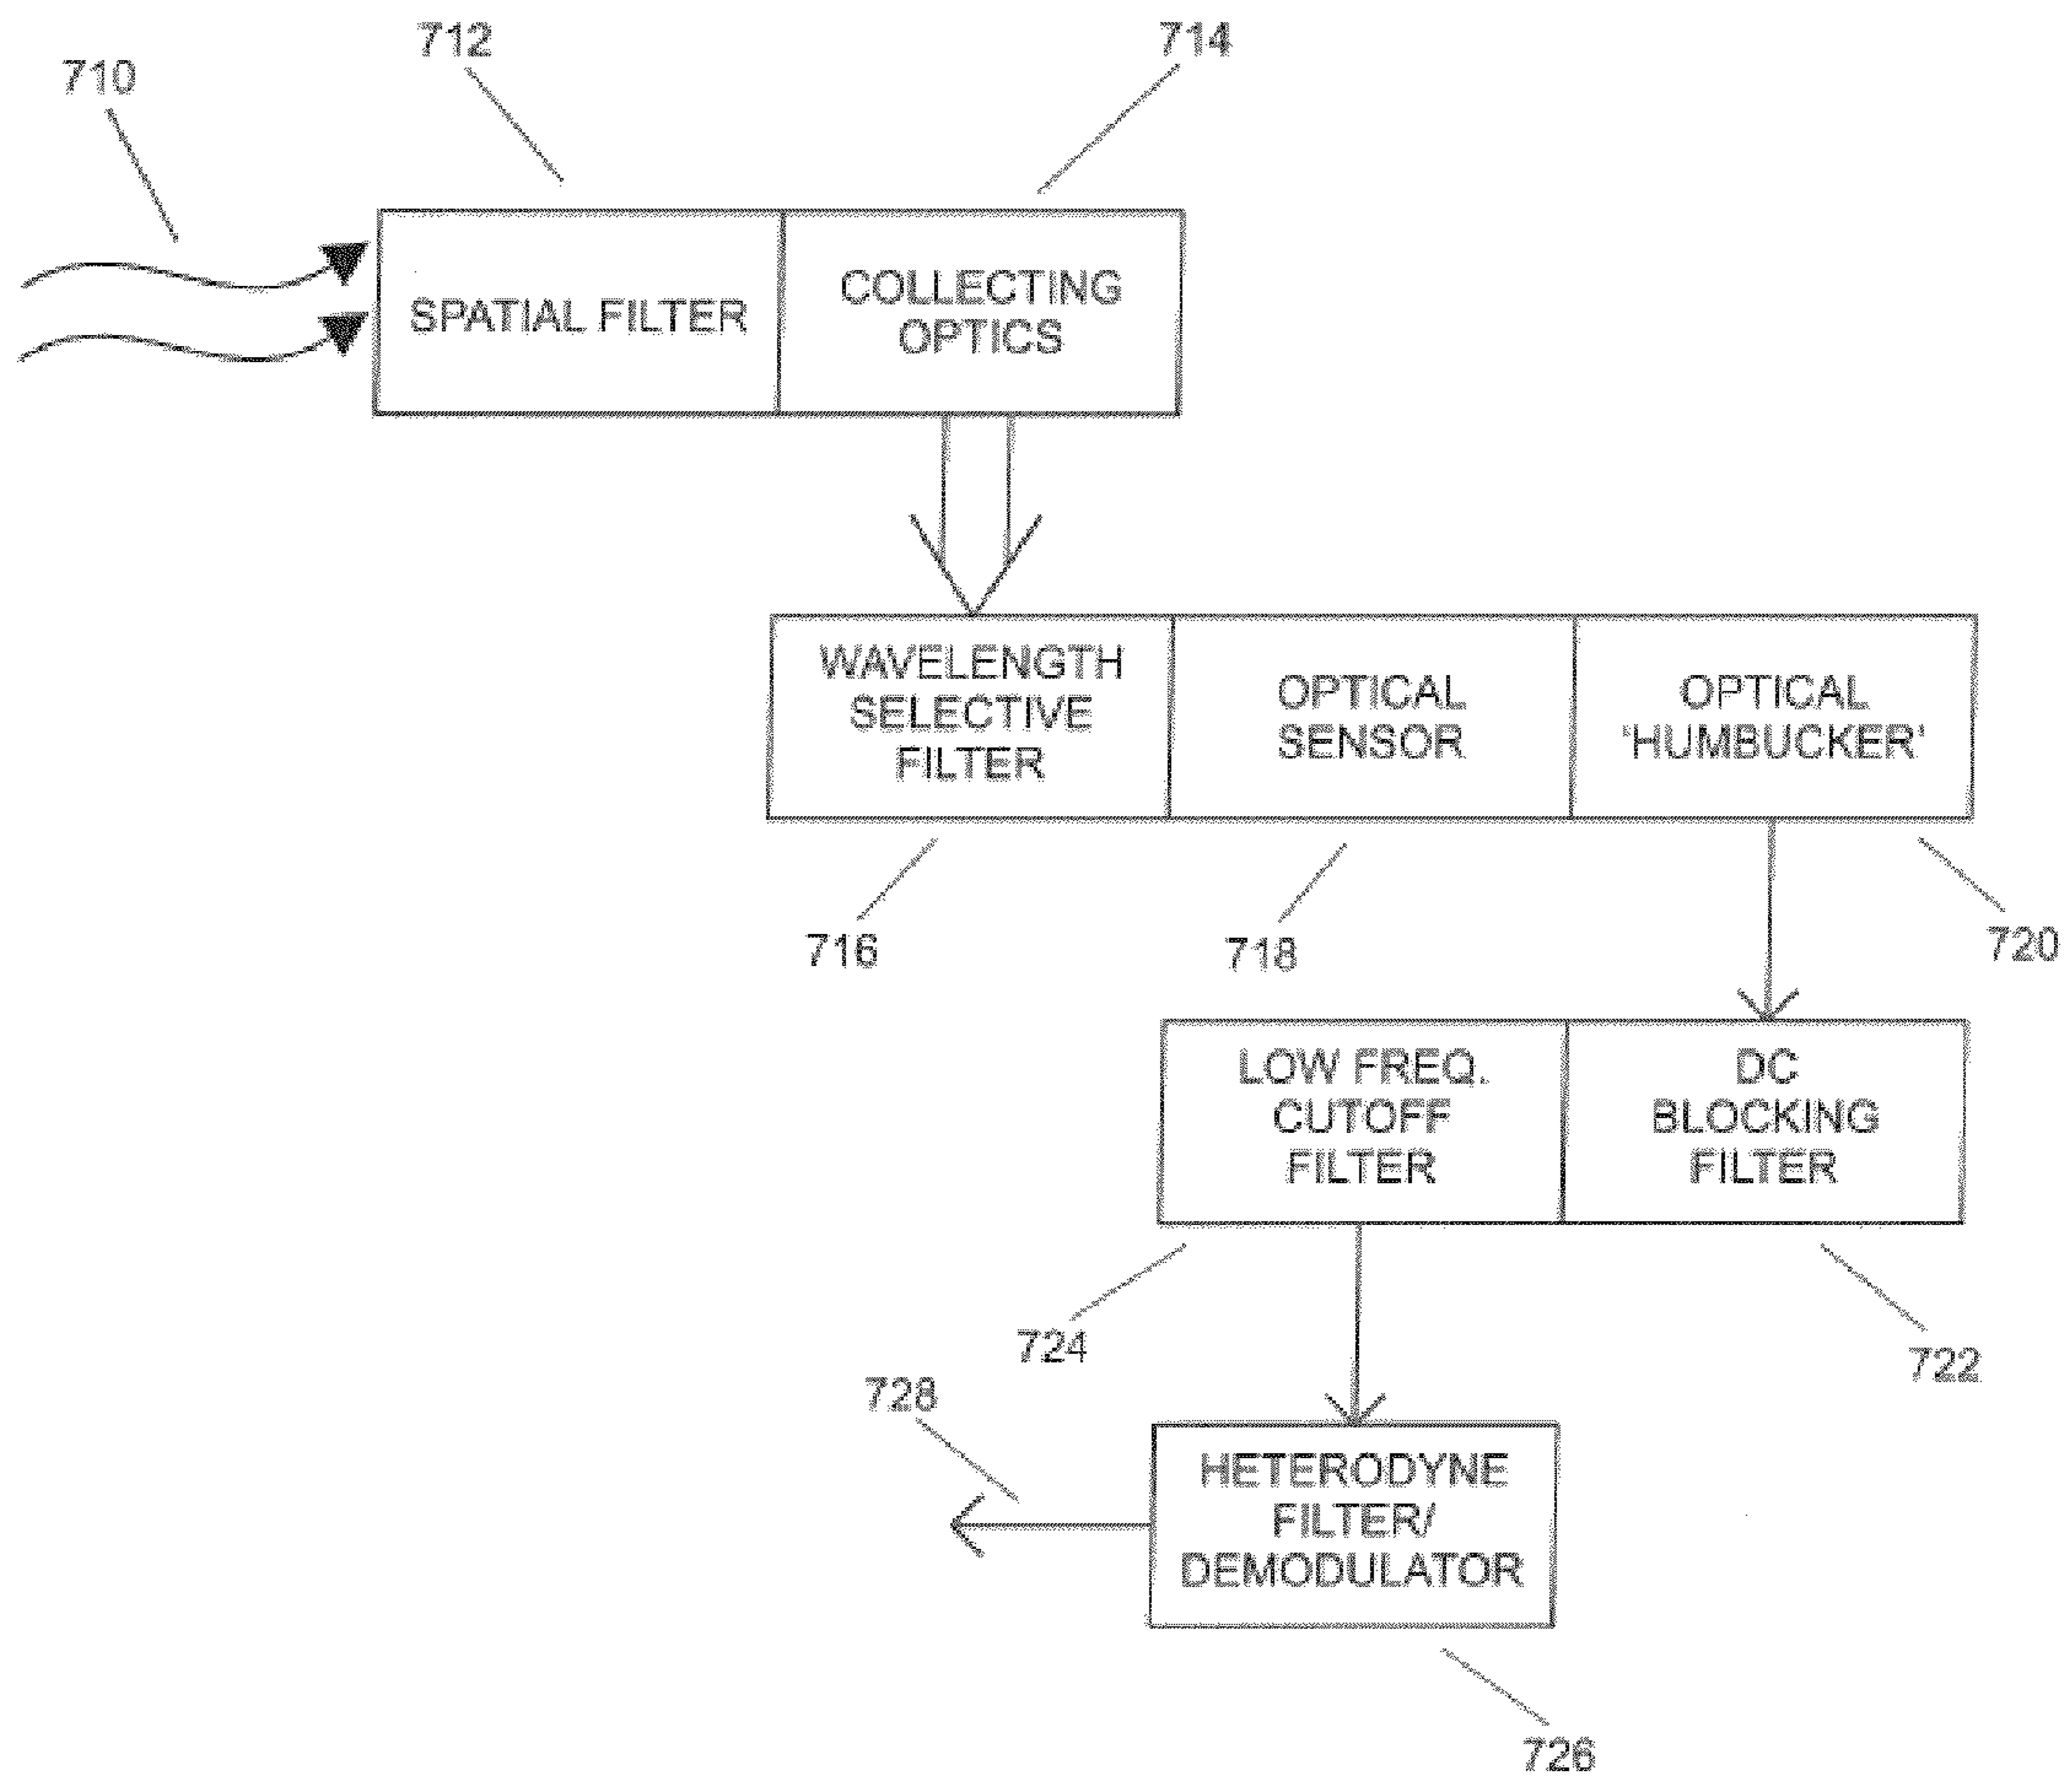 712
714
710
SPATIAL FILTER
COLLECTING
OPTICS
WAVELENGTH
SELECTIVE
FILTER
OPTICAL
SENSOR
OPTICAL
'HUMBUCKER'
716
718
720
LOW FREQ.
CUTOFF
FILTER
DC
BLOCKING
FILTER
724
722
728
HETERODYNE
FILTER/
DEMODULATOR
726